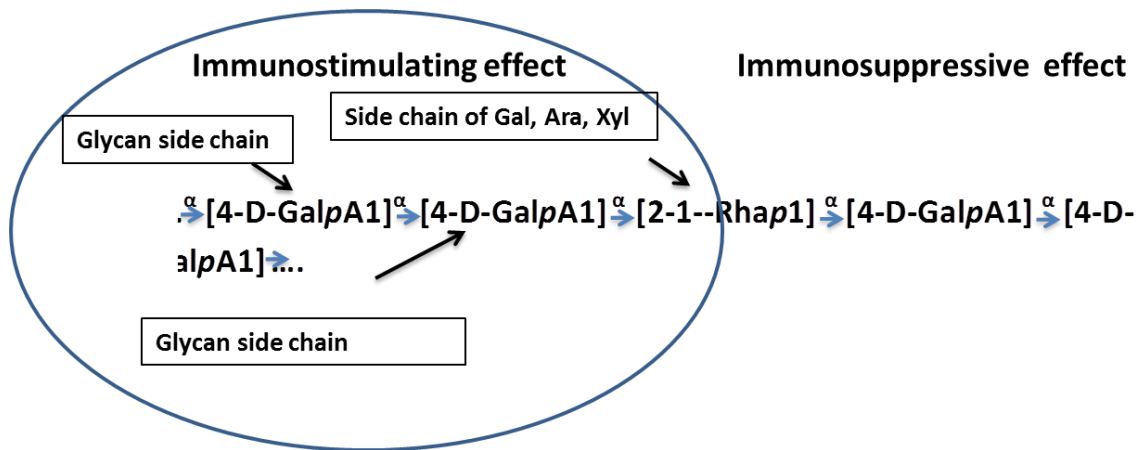 Immunostimulating effect
Immunosuppressive effect
Side chain of Gal, Ara, Xyl
Glycan side chain
α α α α α
.→[4-D-GalpA1]→[4-D-GalpA1]→[2-1--Rhap1]→[4-D-GalpA1]→[4-D-
alpA1]→….
Glycan side chain